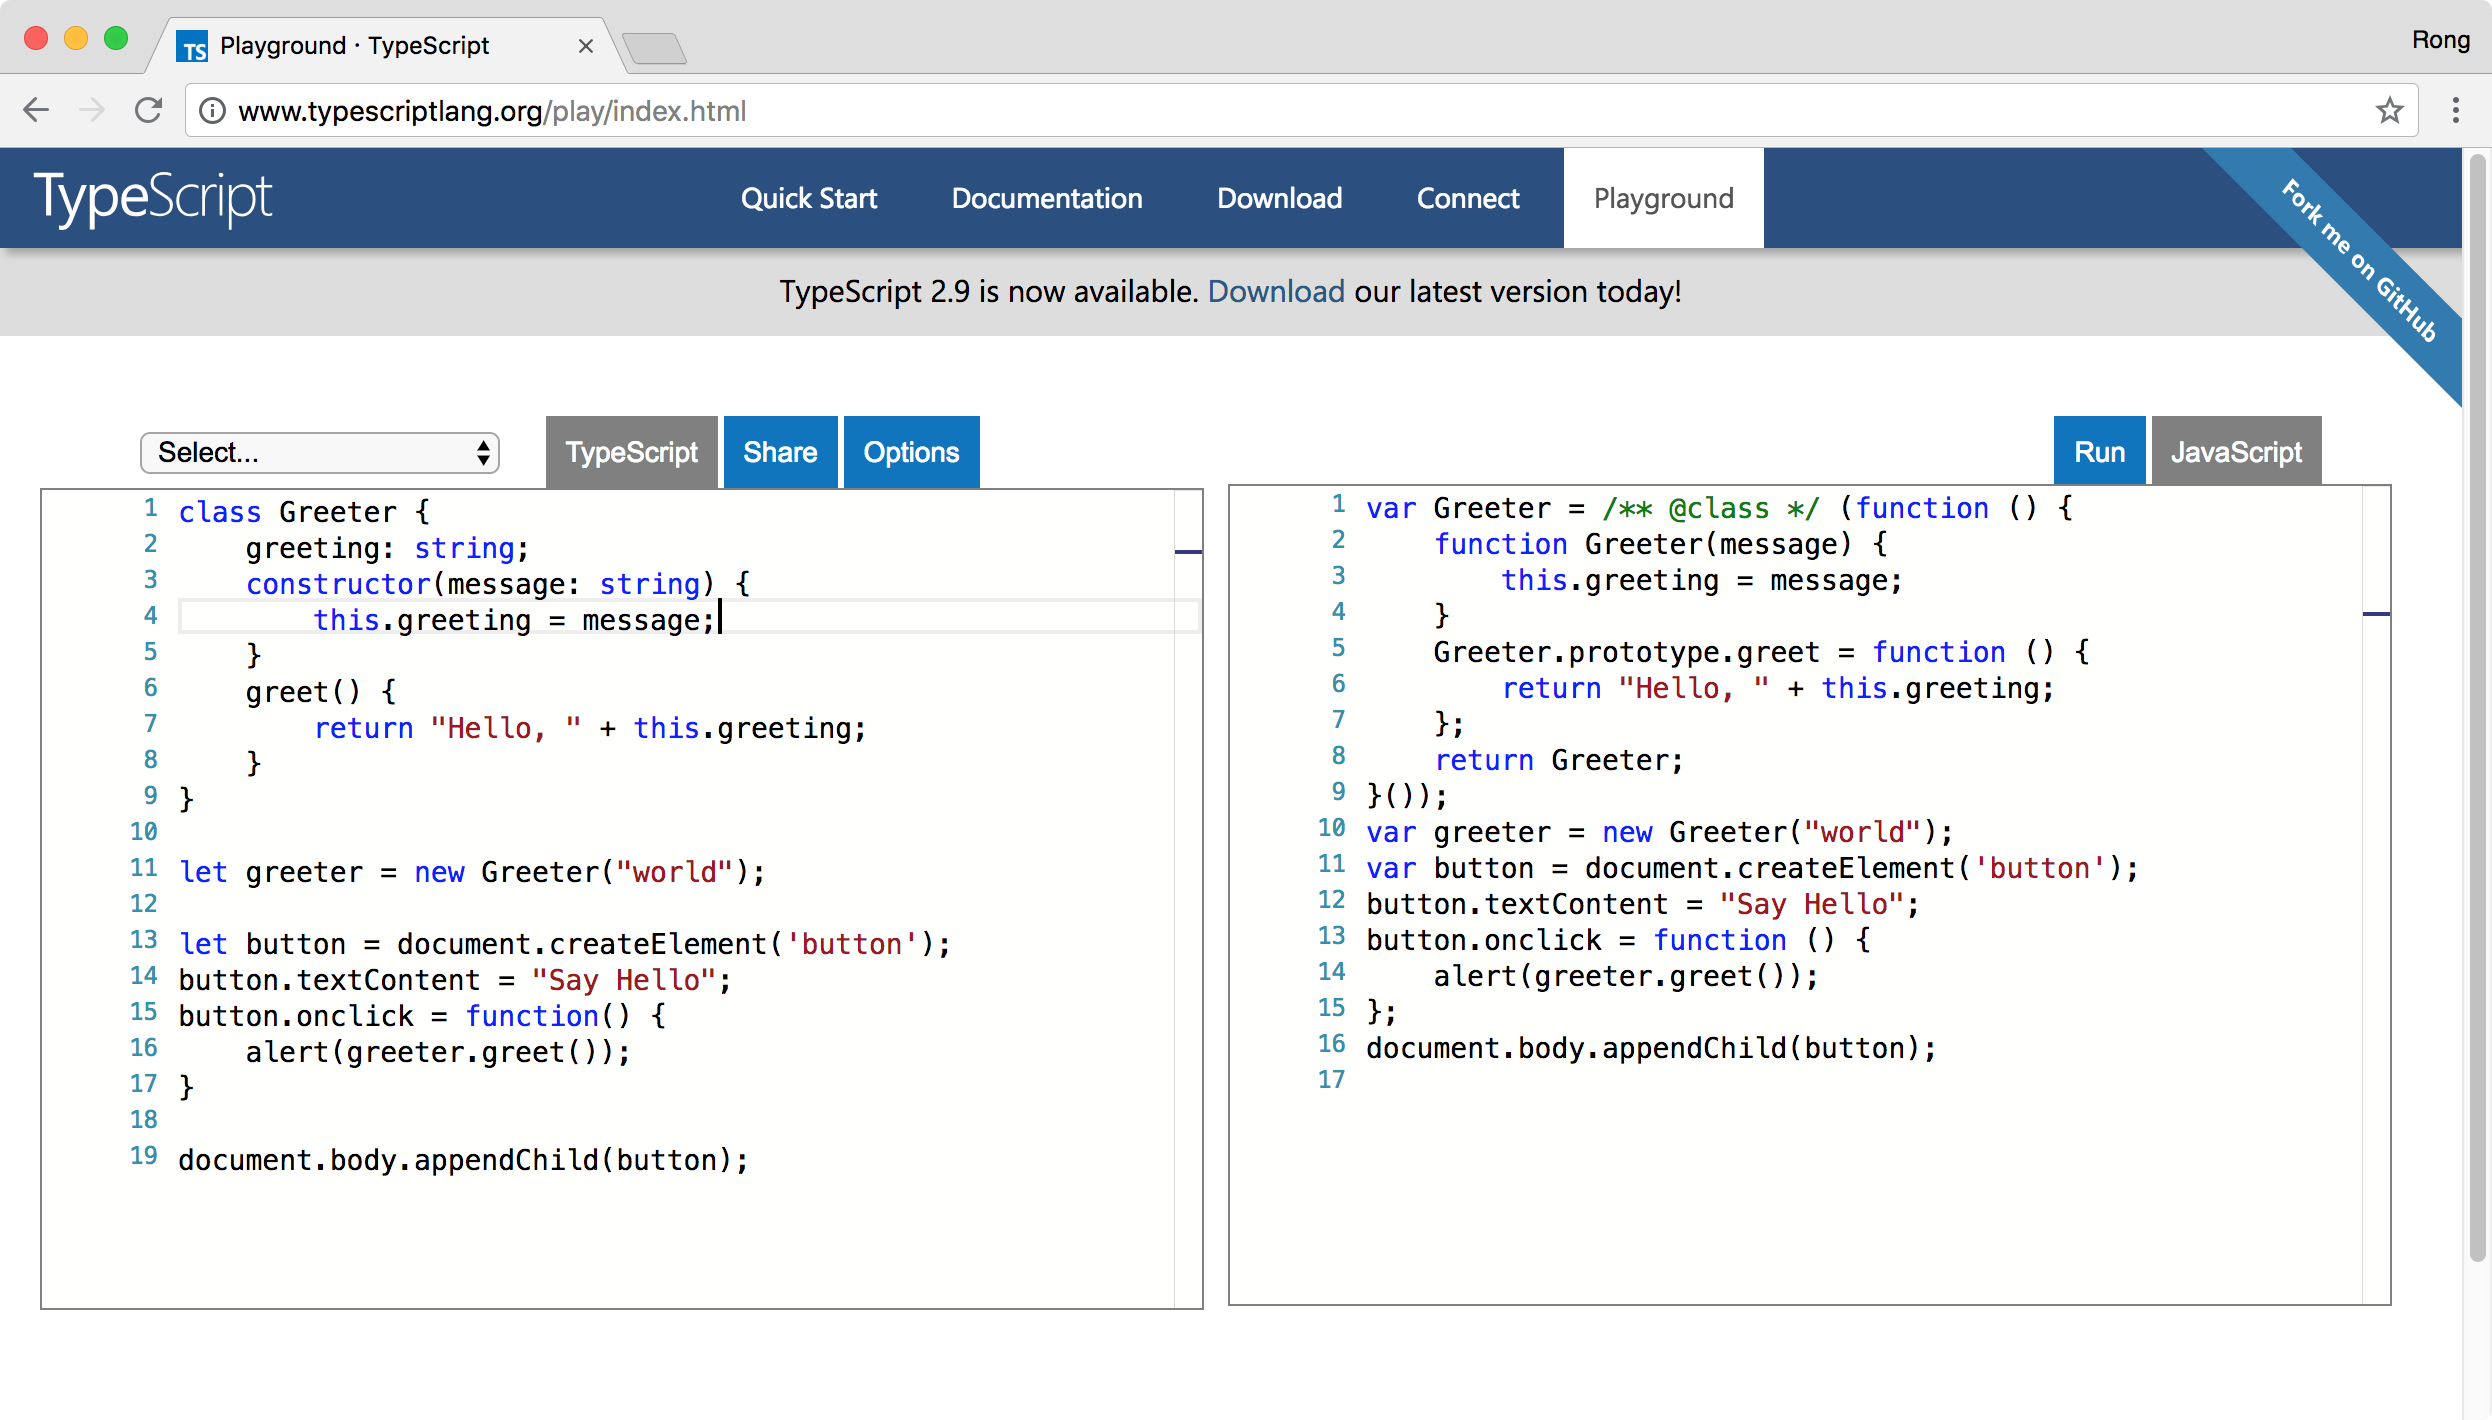 Playground · TypeScript
Rong
www.typescriptlang.org/play/index.html
TypeScript
Quick Start
Documentation
Download
Connect
Playground
Fork me on GitHub
TypeScript 2.9 is now available. Download our latest version today!
Select...
TypeScript
Share
Options
1 class Greeter {
2     greeting: string;
3     constructor(message: string) {
4         this.greeting = message;
5     }
6     greet() {
7         return "Hello, " + this.greeting;
8     }
9 }
10
11 let greeter = new Greeter("world");
12
13 let button = document.createElement('button');
14 button.textContent = "Say Hello";
15 button.onclick = function() {
16     alert(greeter.greet());
17 }
18
19 document.body.appendChild(button);
Run
JavaScript
1 var Greeter = /** @class */ (function () {
2     function Greeter(message) {
3         this.greeting = message;
4     }
5     Greeter.prototype.greet = function () {
6         return "Hello, " + this.greeting;
7     };
8     return Greeter;
9 }());
10 var greeter = new Greeter("world");
11 var button = document.createElement('button');
12 button.textContent = "Say Hello";
13 button.onclick = function () {
14     alert(greeter.greet());
15 };
16 document.body.appendChild(button);
17